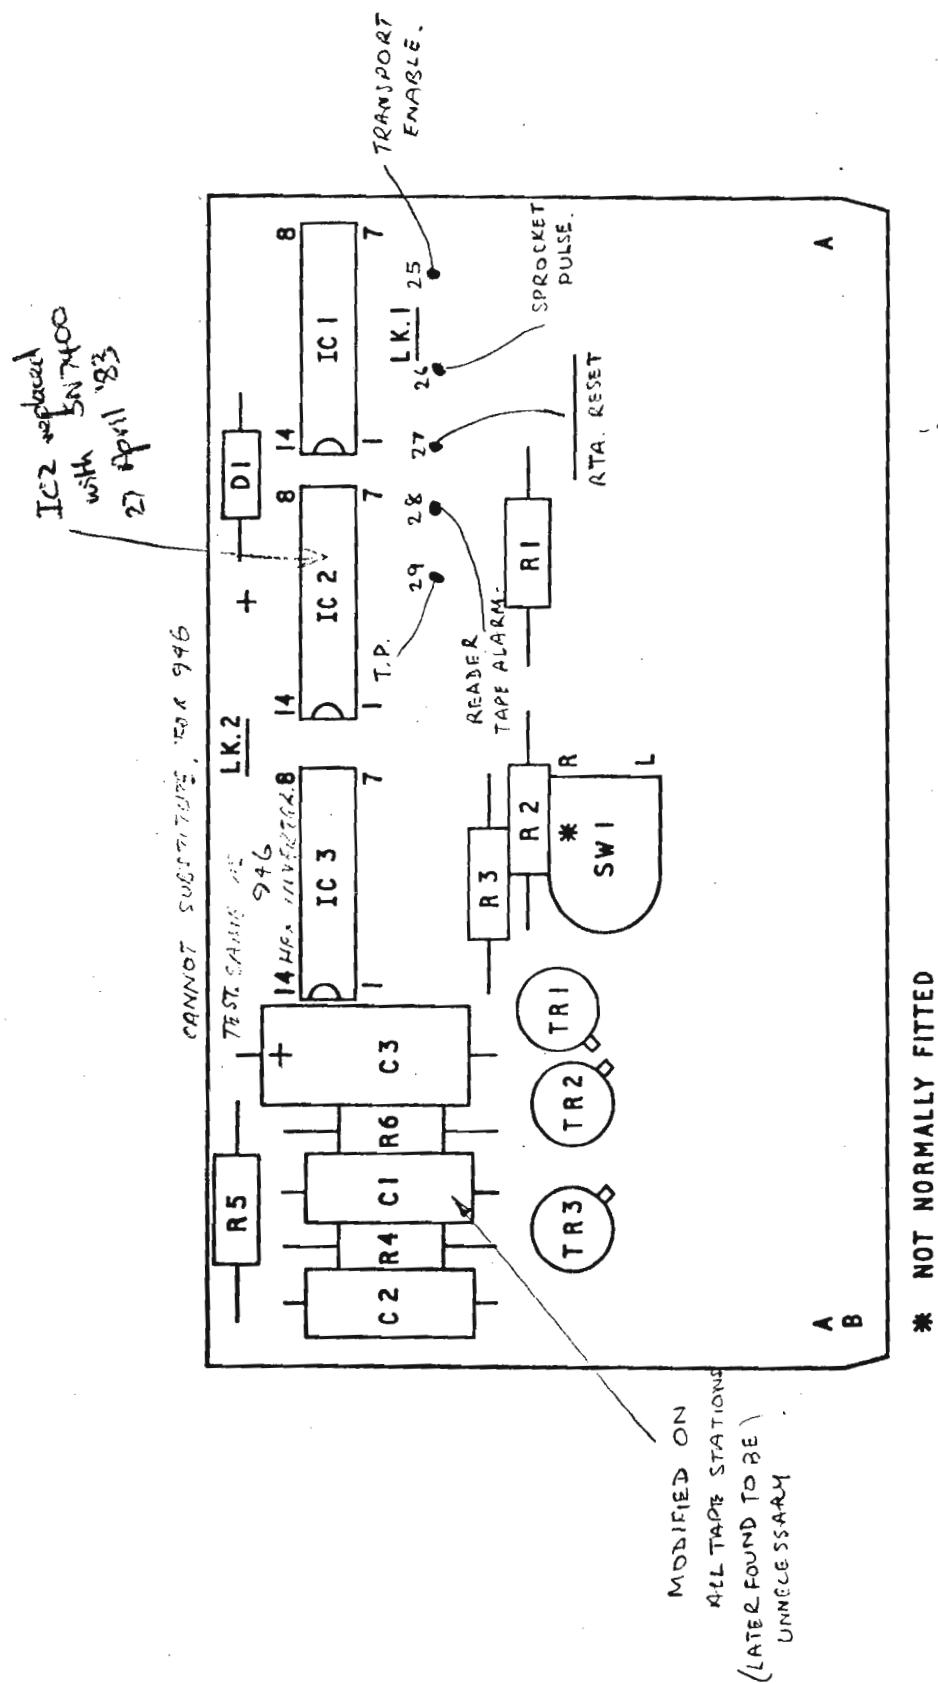 IC2 replaced
with SN7400
27 April '83
TRANSPORT
ENABLE.
CANNOT SUBSTITUTE FOR 946
TEST SAME
946
HEX INVERTER
LK.2
+
D1
R5
14 8
IC 3
1 7
14 8
IC 2
1 7
14 8
IC 1
1 7
+
C3
R6
C1
R4
C2
T.P.
29
28
27
26
25
LK.1
READER
TAPE ALARM.
SPROCKET
PULSE.
RTA. RESET
R1
R2
R3
*
SW1
R
L
TR1
TR2
TR3
A
A
B
MODIFIED ON
ALL TAPE STATIONS
(LATER FOUND TO BE)
UNNECESSARY.
* NOT NORMALLY FITTED